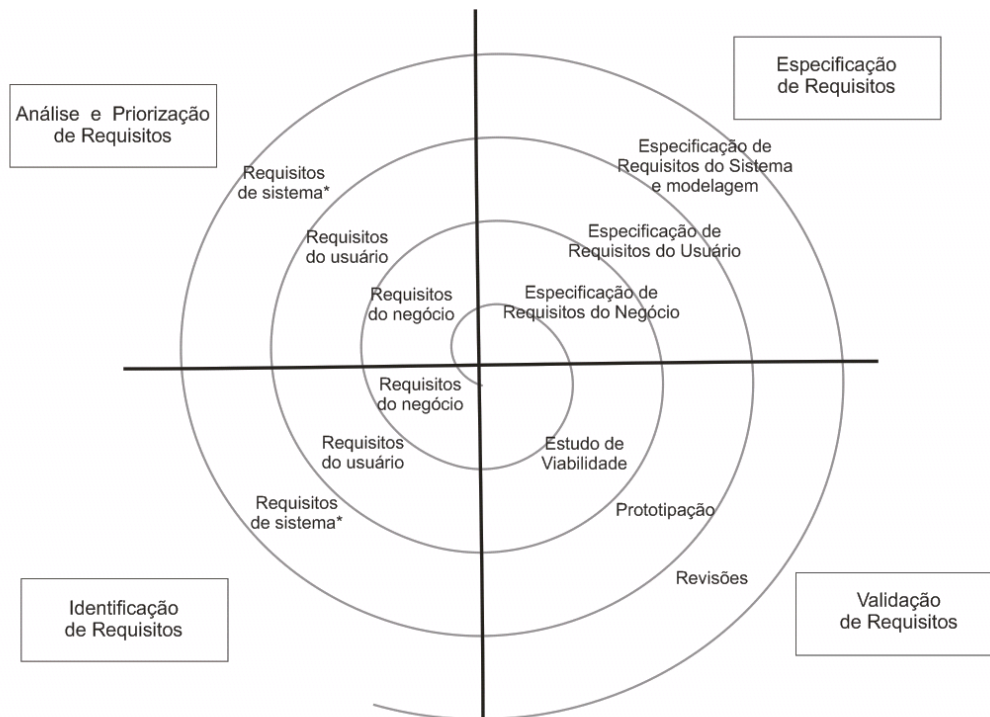 Especificação
de Requisitos
Análise e Priorização
de Requisitos
Especificação de
Requisitos do Sistema
e modelagem
Requisitos
de sistema*
Especificação de
Requisitos do Usuário
Requisitos
do usuário
Especificação de
Requisitos do Negócio
Requisitos
do negócio
Requisitos
do negócio
Requisitos
do usuário
Estudo de
Viabilidade
Requisitos
de sistema*
Prototipação
Revisões
Identificação
de Requisitos
Validação
de Requisitos